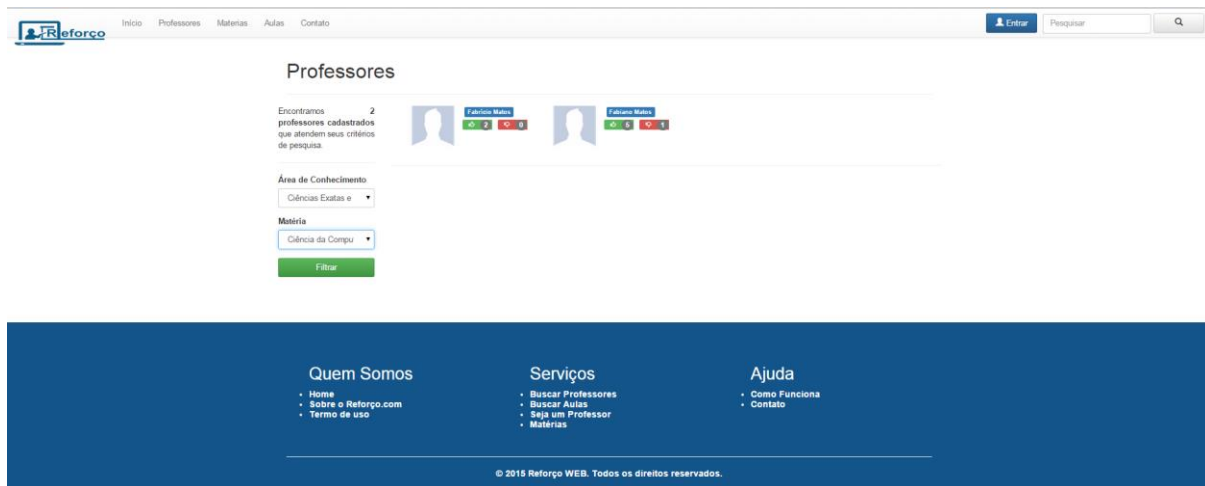 Reforço
Início Professores Materias Aulas Contato
Entrar Pesquisar
Professores
Encontramos 2
professores cadastrados
que atendem seus critérios
de pesquisa.
Área de Conhecimento
Ciências Exatas e
Matéria
Ciência da Compu
Filtrar
Fabricio Matos
2 0
Fabiano Matos
5 1
Quem Somos
Home
Sobre o Reforço.com
Termo de uso
Serviços
Buscar Professores
Buscar Aulas
Seja um Professor
Matérias
Ajuda
Como Funciona
Contato
© 2015 Reforço WEB. Todos os direitos reservados.